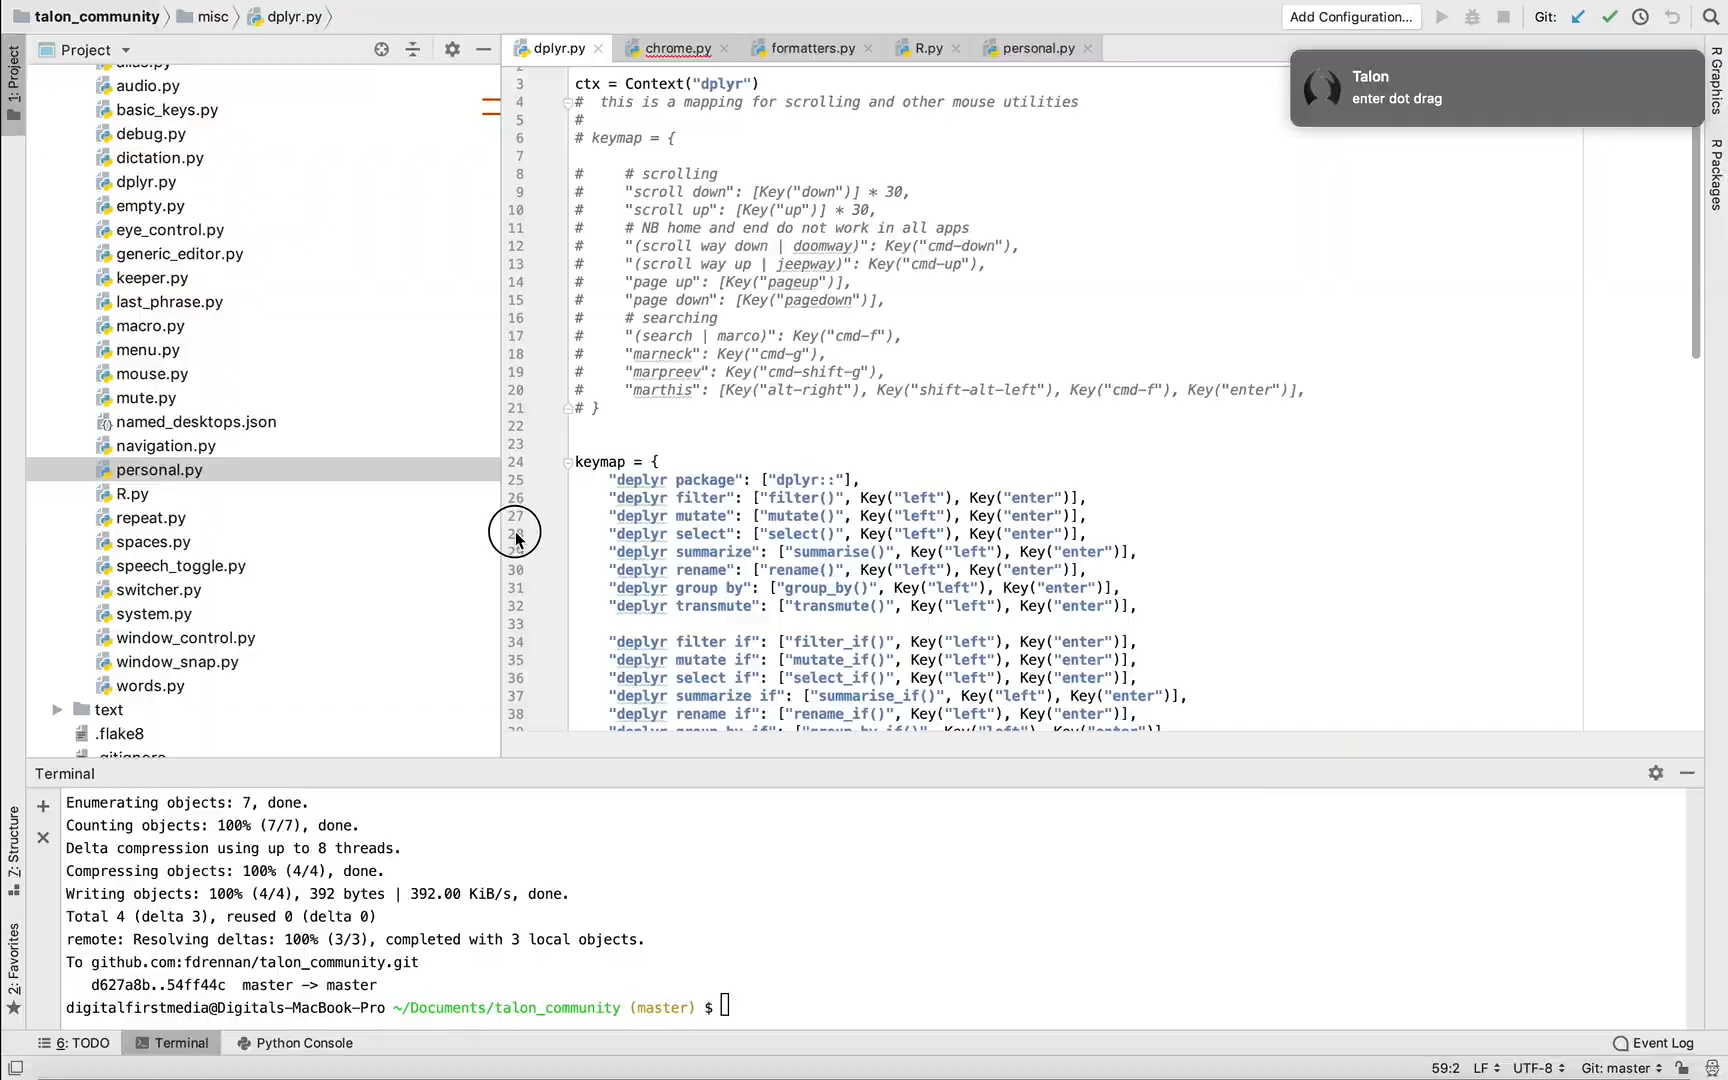 talon_community
misc
dplyr.py
Add Configuration...
Git:
Project
dplyr.py
chrome.py
formatters.py
R.py
personal.py
1: Project
R Graphics
R Packages
Talon
enter dot drag
audio.py
basic_keys.py
debug.py
dictation.py
dplyr.py
empty.py
eye_control.py
generic_editor.py
keeper.py
last_phrase.py
macro.py
menu.py
mouse.py
mute.py
named_desktops.json
navigation.py
personal.py
R.py
repeat.py
spaces.py
speech_toggle.py
switcher.py
system.py
window_control.py
window_snap.py
words.py
text
.flake8
.gitignore
2
3 ctx = Context("dplyr")
4 #  this is a mapping for scrolling and other mouse utilities
5 #
6 # keymap = {
7
8 #     # scrolling
9 #     "scroll down": [Key("down")] * 30,
10 #     "scroll up": [Key("up")] * 30,
11 #     # NB home and end do not work in all apps
12 #     "(scroll way down | doomway)": Key("cmd-down"),
13 #     "(scroll way up | jeepway)": Key("cmd-up"),
14 #     "page up": [Key("pageup")],
15 #     "page down": [Key("pagedown")],
16 #     # searching
17 #     "(search | marco)": Key("cmd-f"),
18 #     "marneck": Key("cmd-g"),
19 #     "marpreev": Key("cmd-shift-g"),
20 #     "marthis": [Key("alt-right"), Key("shift-alt-left"), Key("cmd-f"), Key("enter")],
21 # }
22
23
24 keymap = {
25     "deplyr package": ["dplyr::"],
26     "deplyr filter": ["filter()", Key("left"), Key("enter")],
27     "deplyr mutate": ["mutate()", Key("left"), Key("enter")],
28     "deplyr select": ["select()", Key("left"), Key("enter")],
29     "deplyr summarize": ["summarise()", Key("left"), Key("enter")],
30     "deplyr rename": ["rename()", Key("left"), Key("enter")],
31     "deplyr group by": ["group_by()", Key("left"), Key("enter")],
32     "deplyr transmute": ["transmute()", Key("left"), Key("enter")],
33
34     "deplyr filter if": ["filter_if()", Key("left"), Key("enter")],
35     "deplyr mutate if": ["mutate_if()", Key("left"), Key("enter")],
36     "deplyr select if": ["select_if()", Key("left"), Key("enter")],
37     "deplyr summarize if": ["summarise_if()", Key("left"), Key("enter")],
38     "deplyr rename if": ["rename_if()", Key("left"), Key("enter")],
Terminal
Enumerating objects: 7, done.
Counting objects: 100% (7/7), done.
Delta compression using up to 8 threads.
Compressing objects: 100% (4/4), done.
Writing objects: 100% (4/4), 392 bytes | 392.00 KiB/s, done.
Total 4 (delta 3), reused 0 (delta 0)
remote: Resolving deltas: 100% (3/3), completed with 3 local objects.
To github.com:fdrennan/talon_community.git
   d627a8b..54ff44c  master -> master
digitalfirstmedia@Digitals-MacBook-Pro ~/Documents/talon_community (master) $
7: Structure
2: Favorites
6: TODO
Terminal
Python Console
Event Log
59:2
LF
UTF-8
Git: master